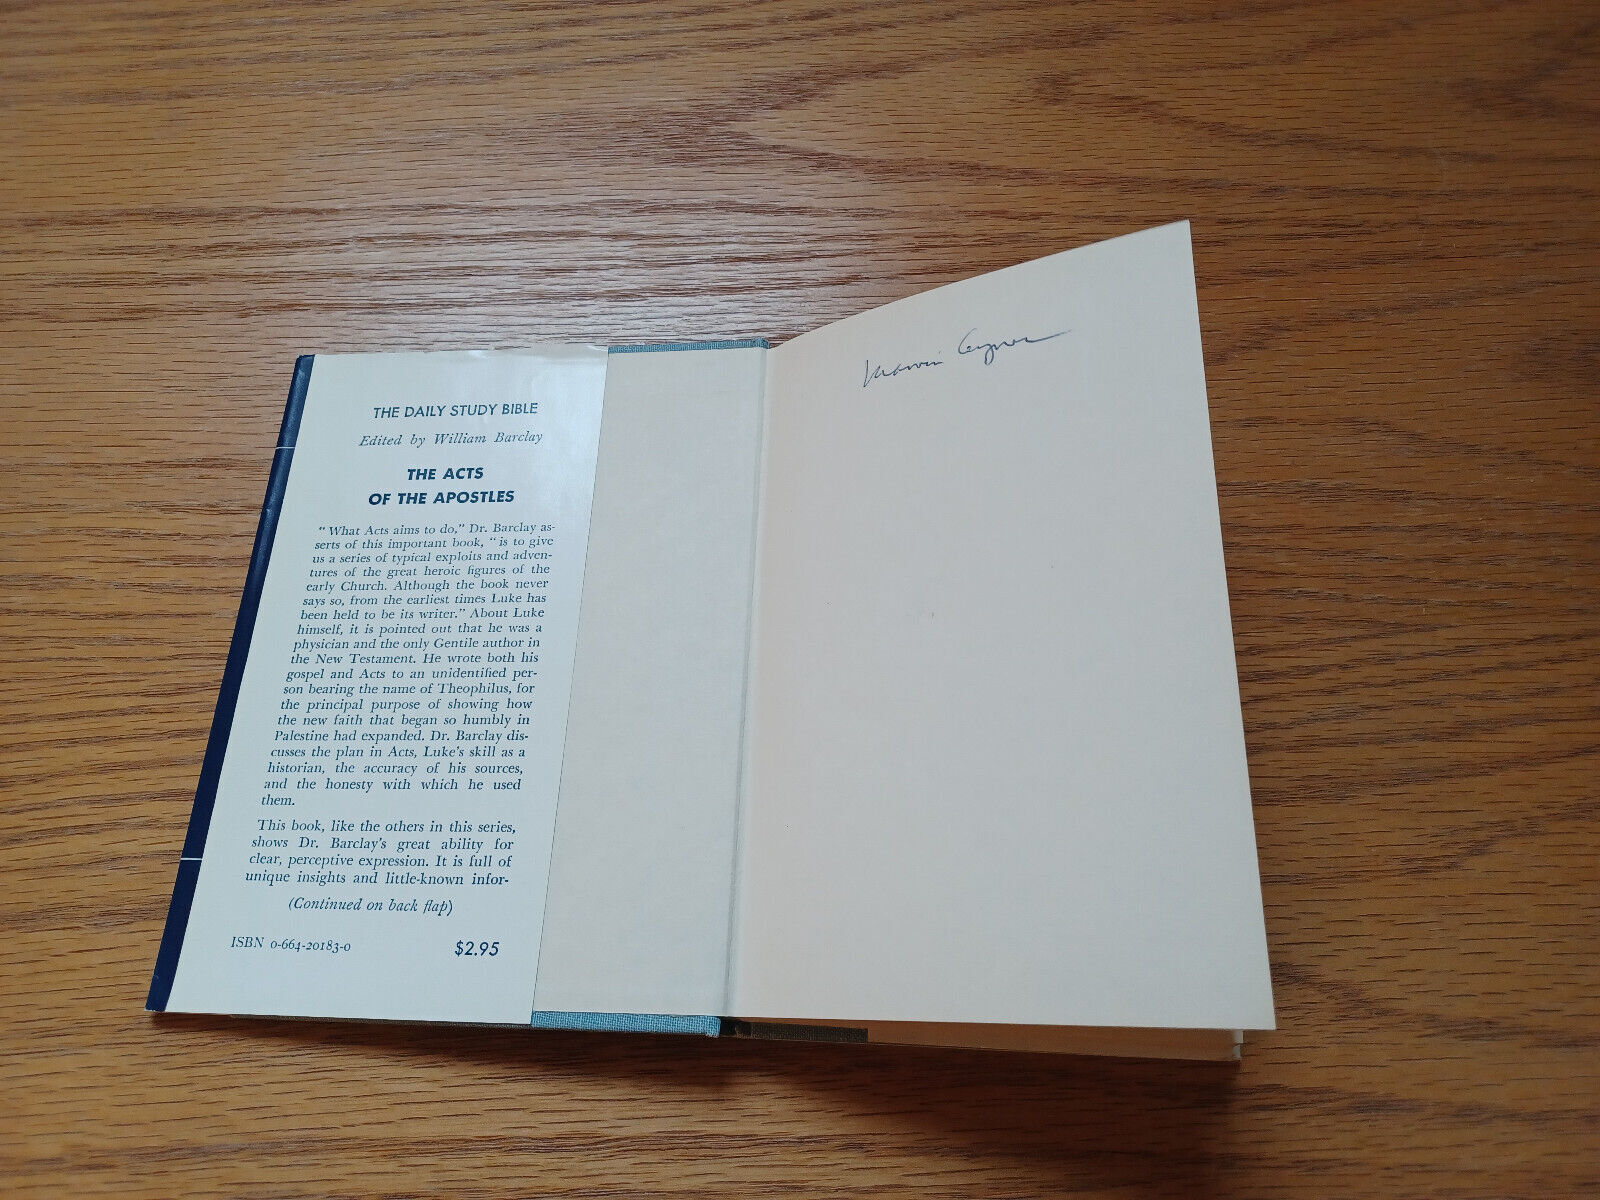 THE DAILY STUDY BIBLE
Edited by William Barclay
THE ACTS
OF THE APOSTLES
" What Acts aims to do," Dr. Barclay as-
serts of this important book, " is to give
us a series of typical exploits and adven-
tures of the great heroic figures of the
early Church. Although the book never
says so, from the earliest times Luke has
been held to be its writer." About Luke
himself, it is pointed out that he was a
physician and the only Gentile author in
the New Testament. He wrote both his
gospel and Acts to an unidentified per-
son bearing the name of Theophilus, for
the principal purpose of showing how
the new faith that began so humbly in
Palestine had expanded. Dr. Barclay dis-
cusses the plan in Acts, Luke's skill as a
historian, the accuracy of his sources,
and the honesty with which he used
them.
This book, like the others in this series,
shows Dr. Barclay's great ability for
clear, perceptive expression. It is full of
unique insights and little-known infor-
(Continued on back flap)
ISBN 0-664-20183-0
$2.95
Marvin